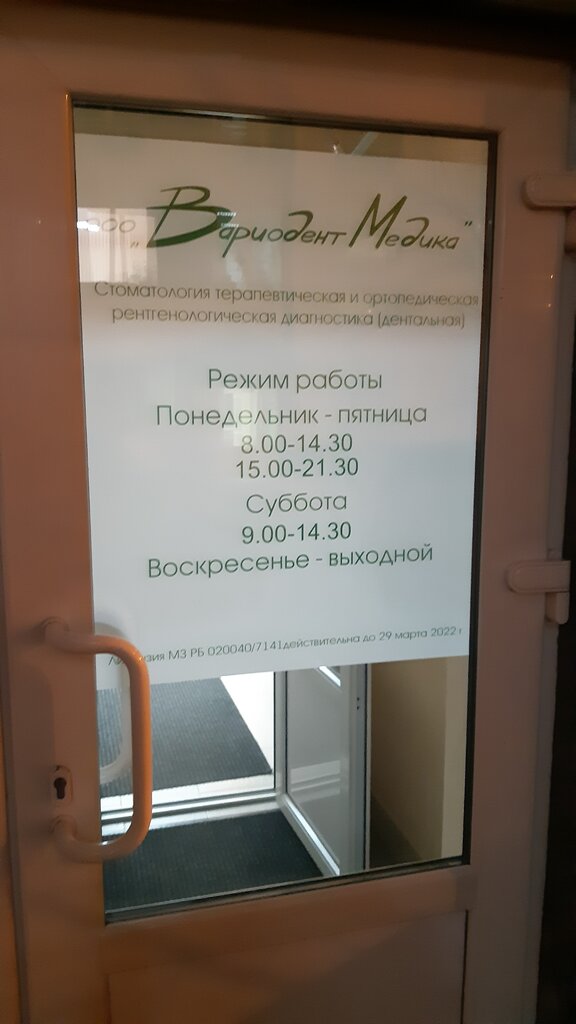 ООО „Вариодент Медика"
Стоматология терапевтическая и ортопедическая
рентгенологическая диагностика (дентальная)
Режим работы
Понедельник - пятница
8.00-14.30
15.00-21.30
Суббота
9.00-14.30
Воскресенье - выходной
МЗ РБ 020040/7141действительна до 29 марта 2022 г